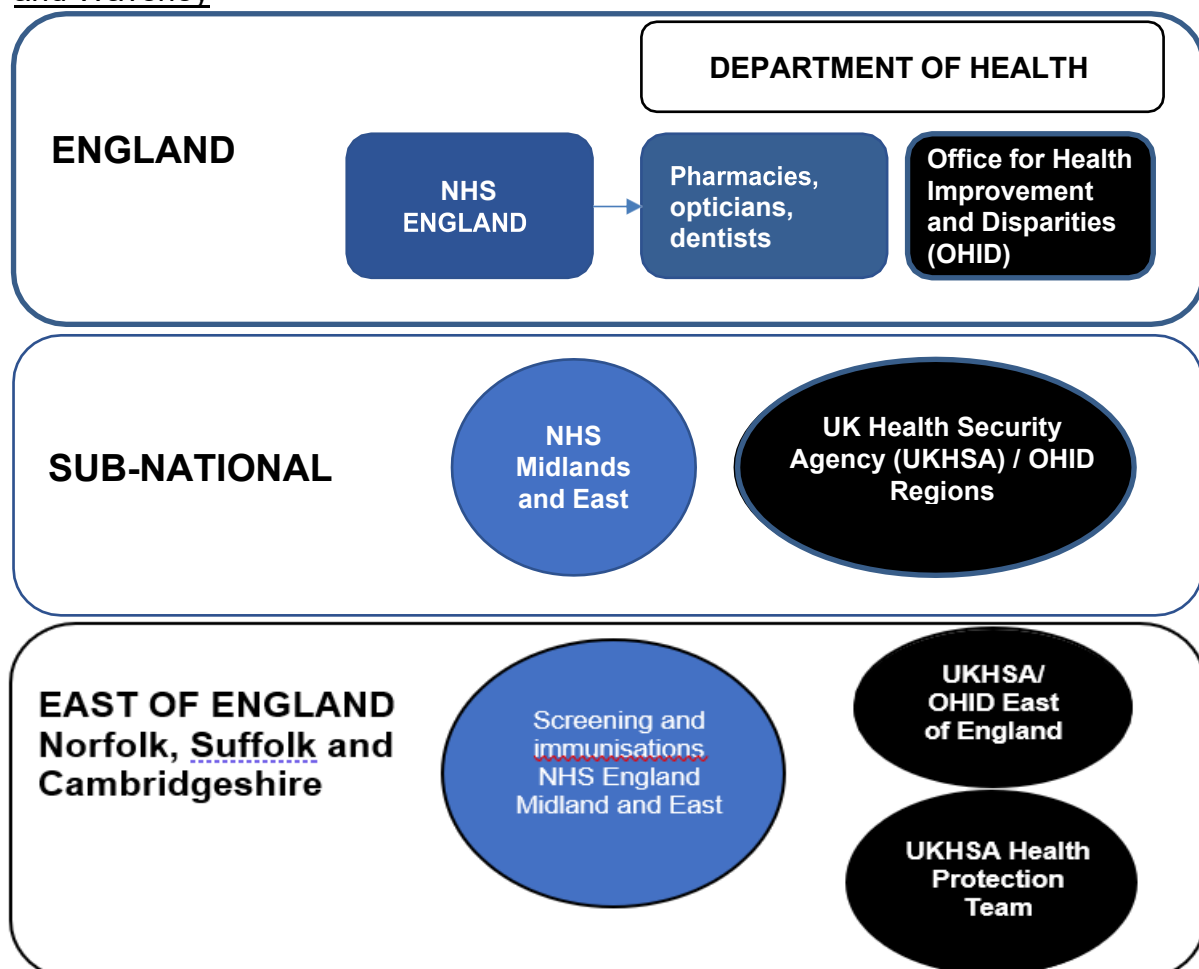 and Waveney
DEPARTMENT OF HEALTH
ENGLAND
NHS
ENGLAND
Pharmacies,
opticians,
dentists
Office for Health
Improvement
and Disparities
(OHID)
SUB-NATIONAL
NHS
Midlands
and East
UK Health Security
Agency (UKHSA) / OHID
Regions
EAST OF ENGLAND
Norfolk, Suffolk and
Cambridgeshire
Screening and
immunisations
NHS England
Midland and East
UKHSA/
OHID East
of England
UKHSA Health
Protection
Team